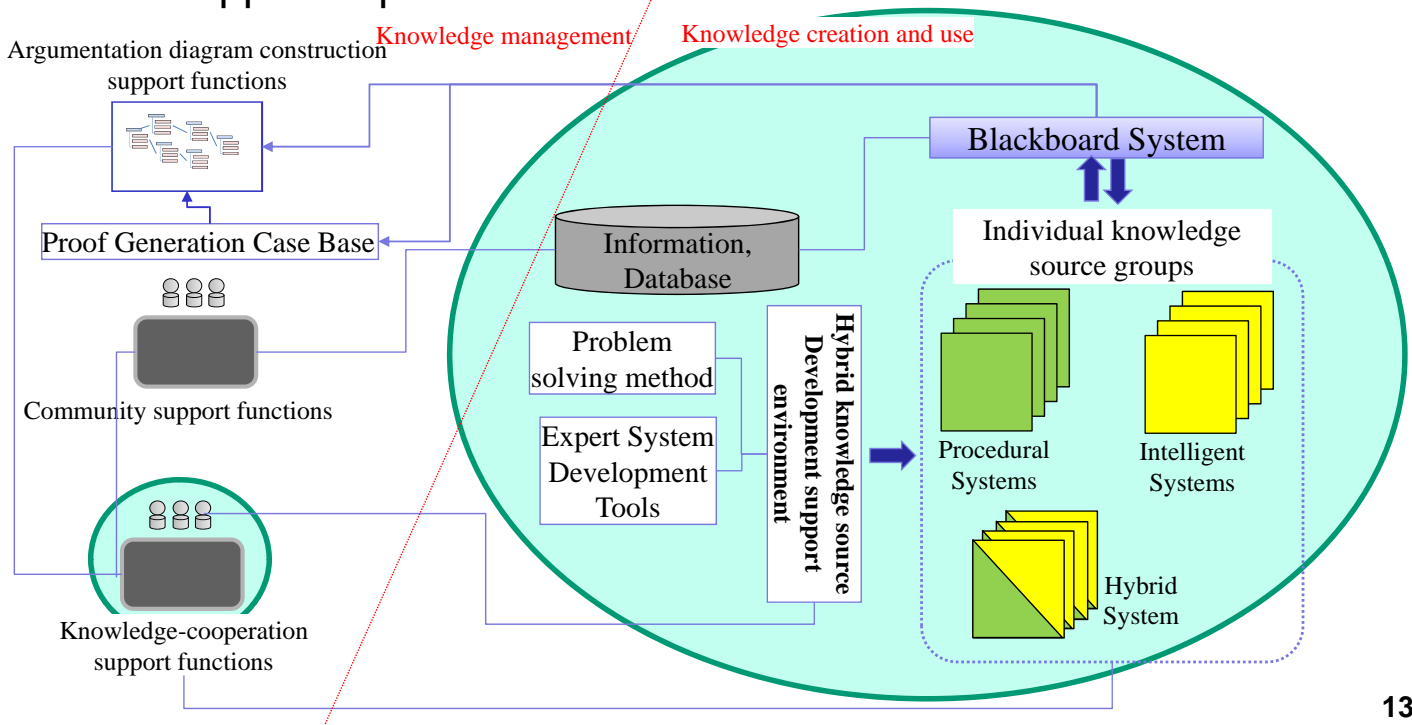 Knowledge management
Knowledge creation and use
Argumentation diagram construction
support functions
Blackboard System
Proof Generation Case Base
Information,
Database
Individual knowledge
source groups
Problem
solving method
Expert System
Development
Tools
Hybrid knowledge source
Development support
environment
Procedural
Systems
Intelligent
Systems
Hybrid
System
Community support functions
Knowledge-cooperation
support functions
13